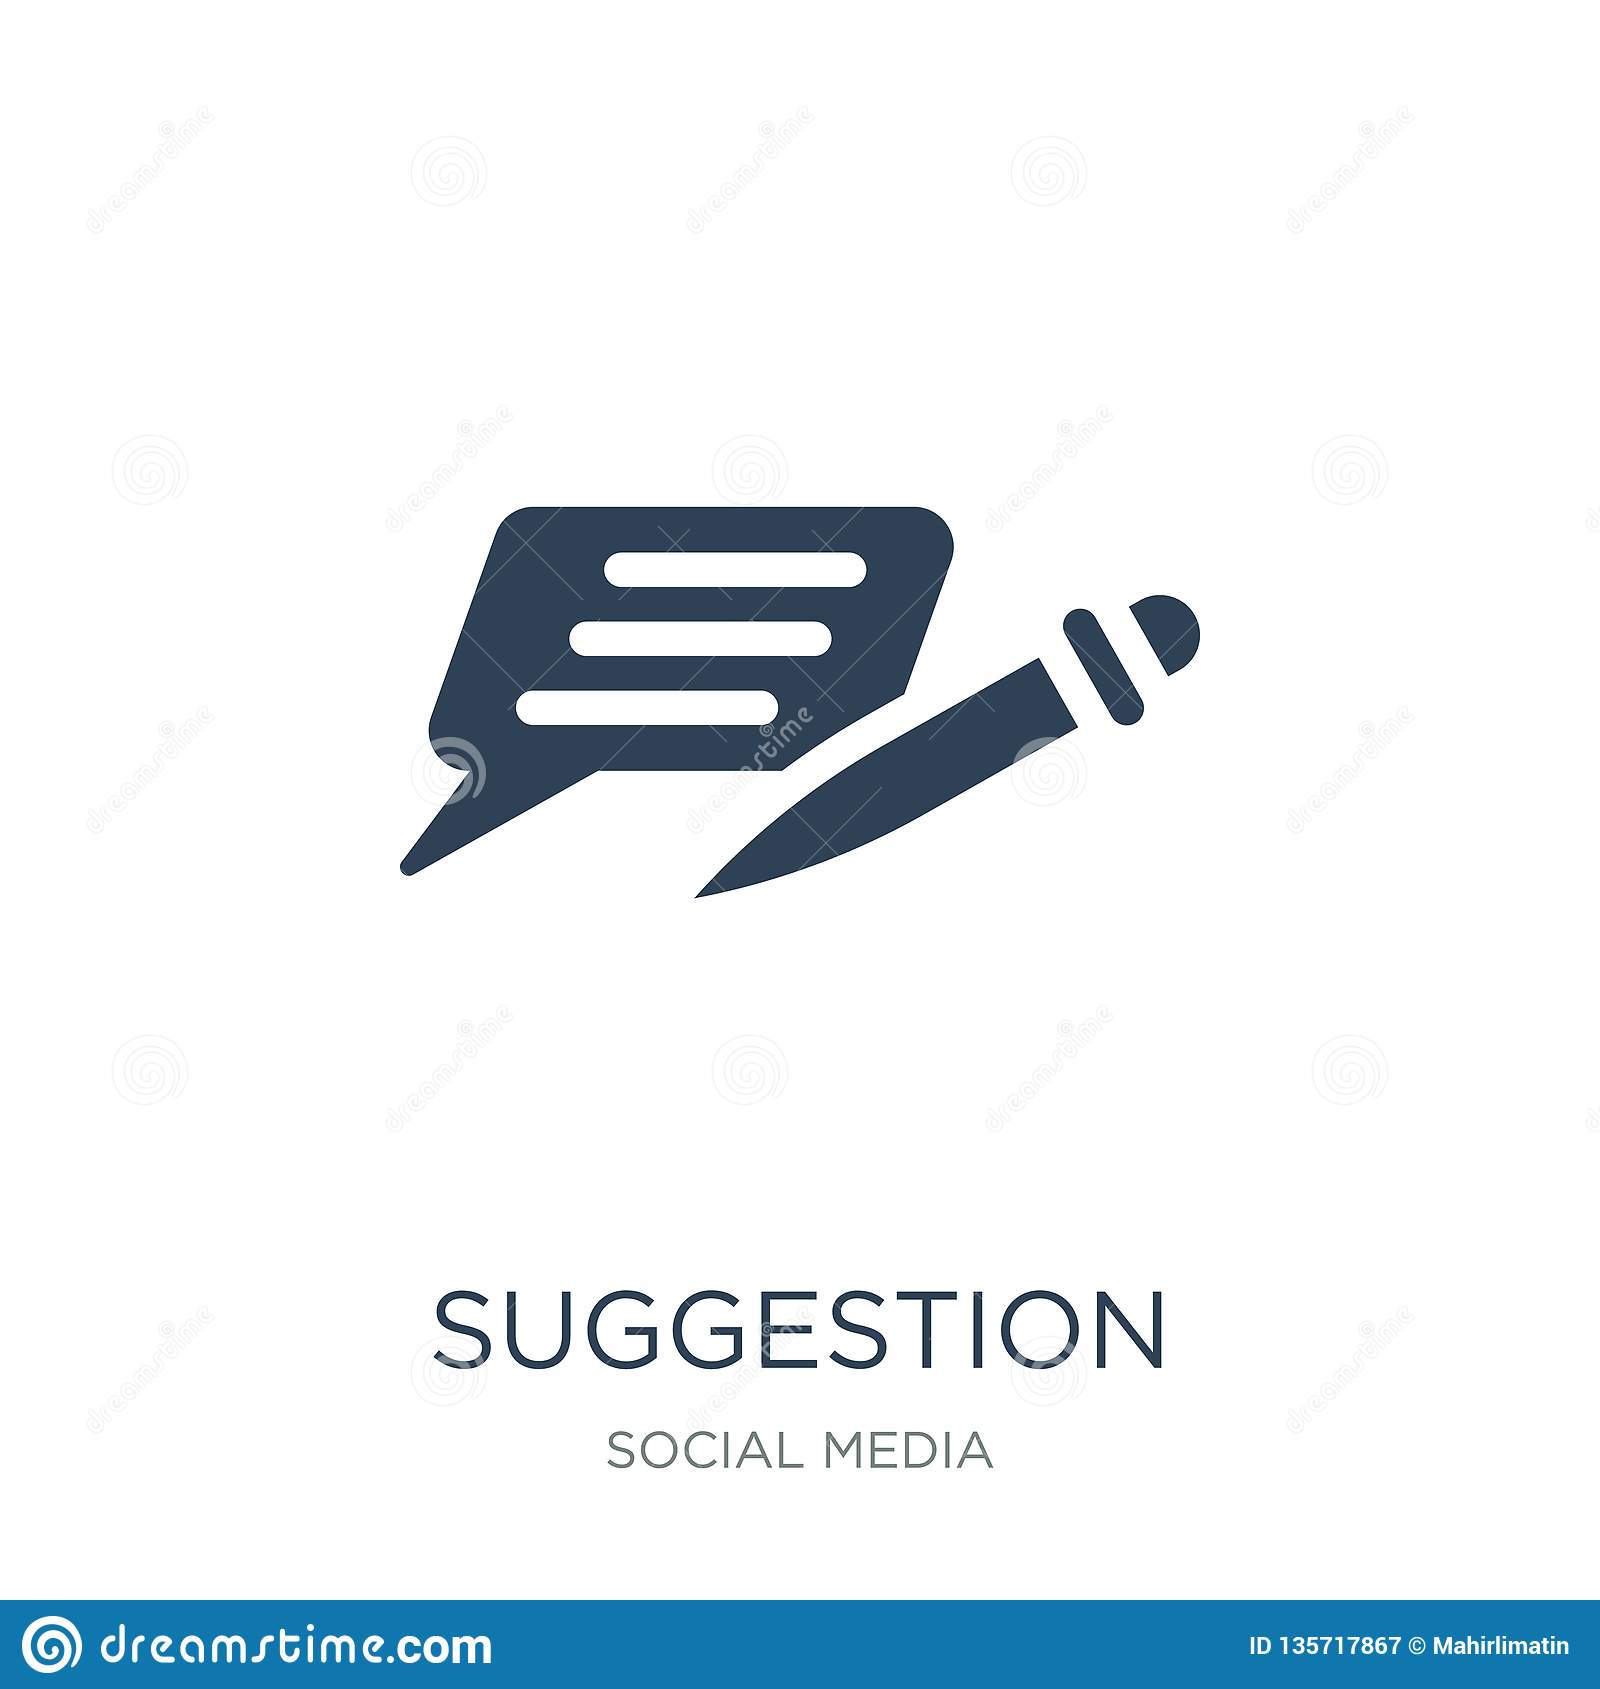 SUGGESTION
SOCIAL MEDIA
dreamstime.com
ID 135717867 © Mahirlimatin